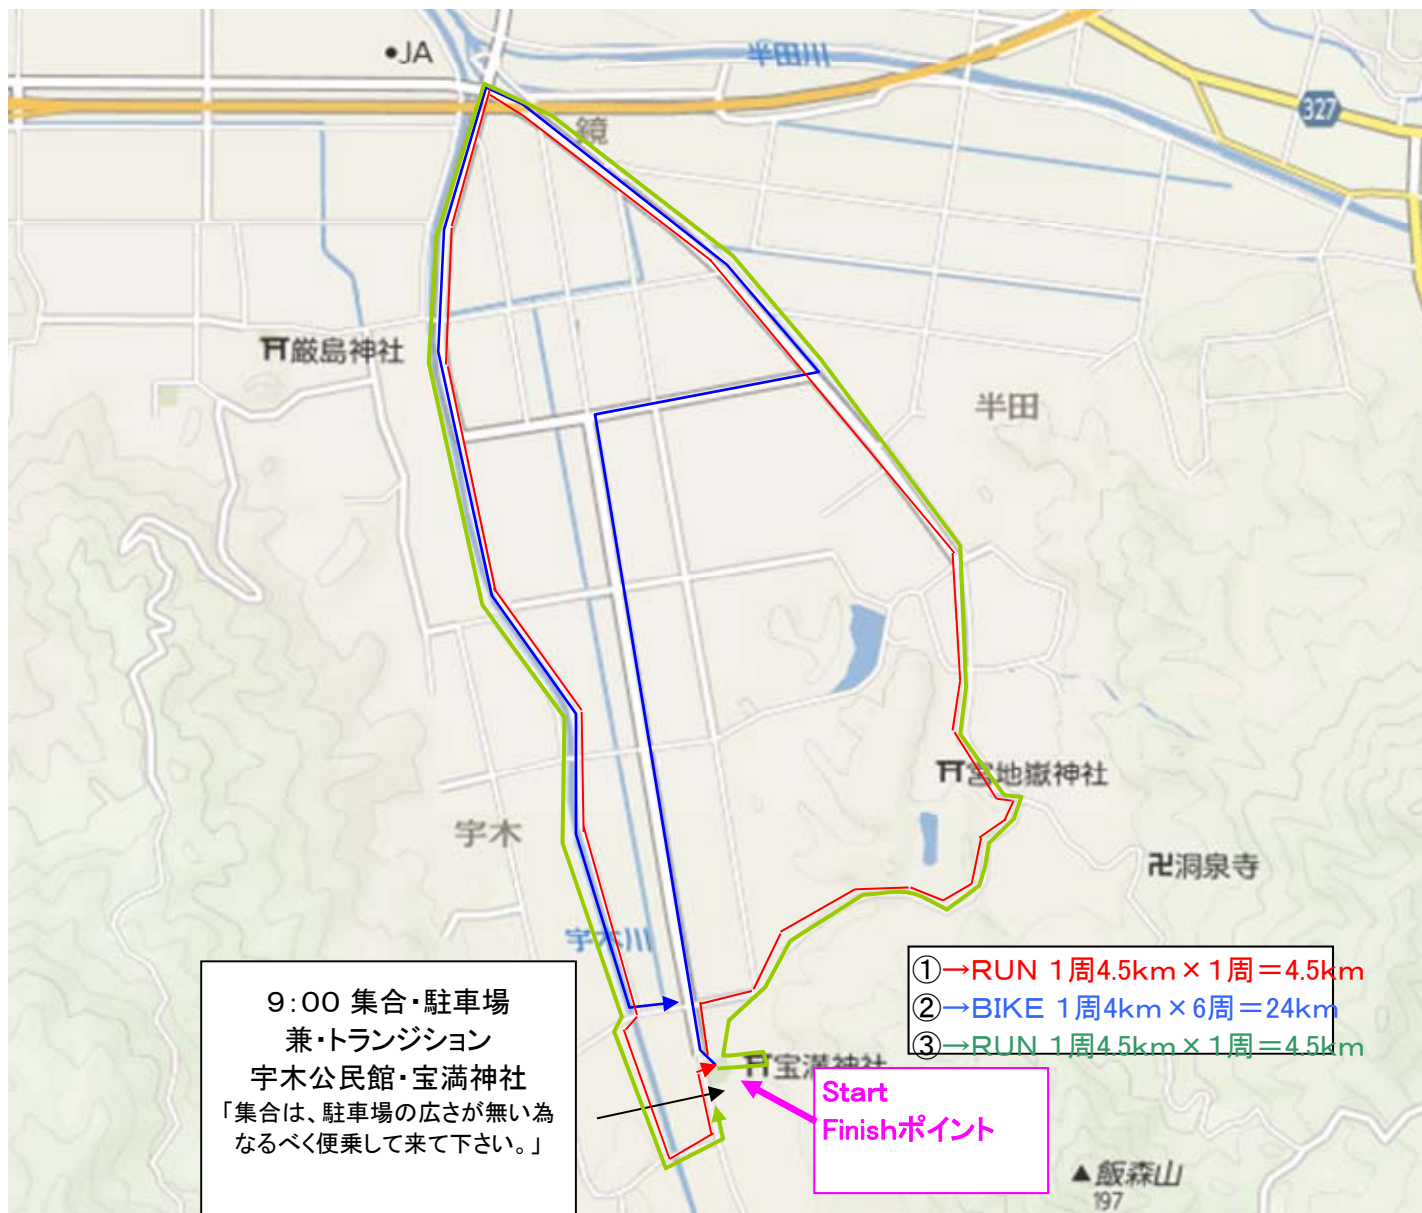 JA
半田川
327
鏡
厳島神社
半田
宮地嶽神社
宇木
洞泉寺
宇木川
①→RUN 1周4.5km×1周=4.5km
②→BIKE 1周4km×6周=24km
③→RUN 1周4.5km×1周=4.5km
9:00 集合・駐車場
兼・トランジション
宇木公民館・宝満神社
「集合は、駐車場の広さが無い為
なるべく便乗して来て下さい。」
宝満神社
Start
Finishポイント
▲飯森山
197